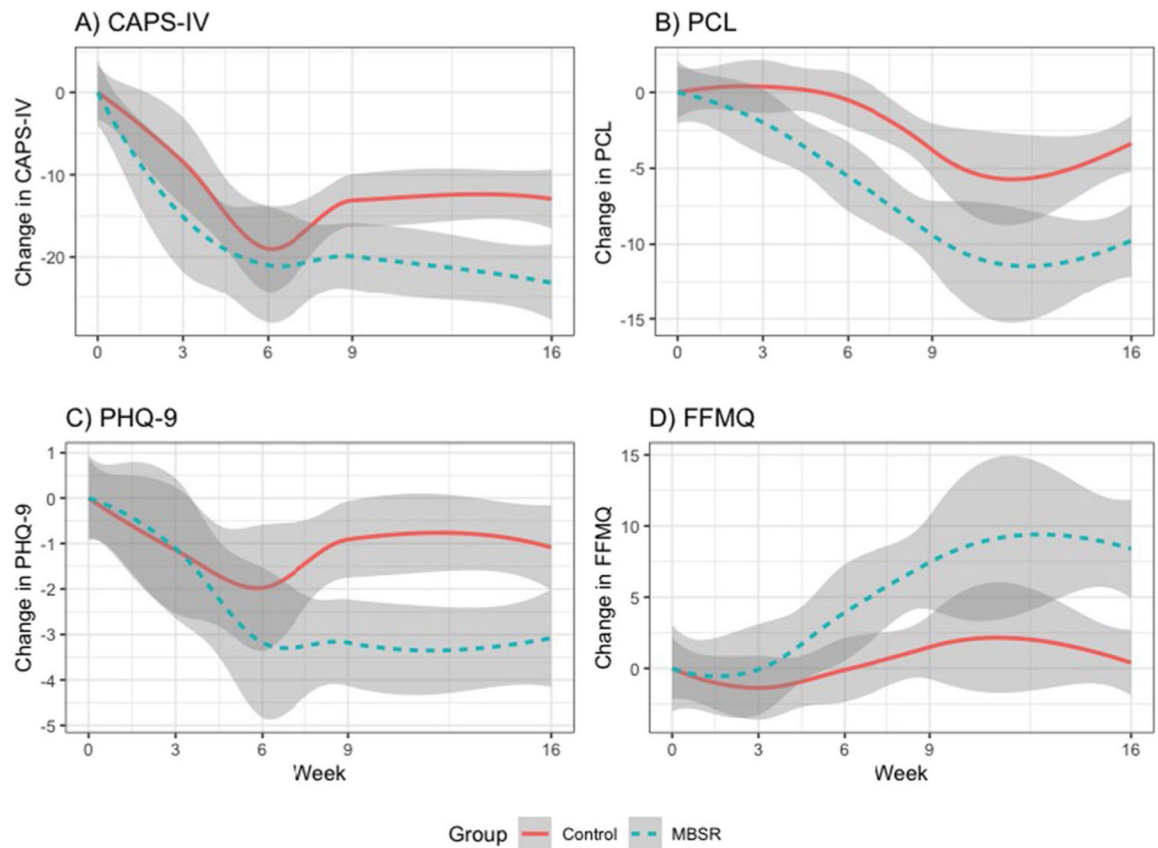 A) CAPS-IV
Change in CAPS-IV
0
-10
-20
0 3 6 9 16
B) PCL
Change in PCL
0
-5
-10
-15
0 3 6 9 16
C) PHQ-9
Change in PHQ-9
1
0
-1
-2
-3
-4
-5
0 3 6 9 16
Week
D) FFMQ
Change in FFMQ
15
10
5
0
0 3 6 9 16
Week
Group Control MBSR